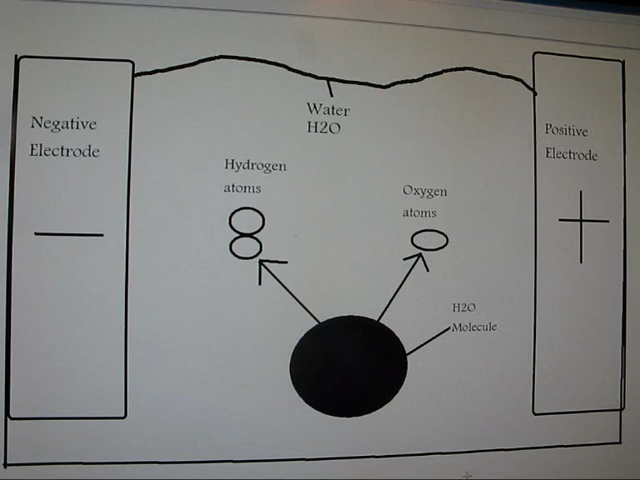 Negative
Electrode
Water
H2O
Positive
Electrode
Hydrogen
atoms
Oxygen
atoms
H2O
Molecule